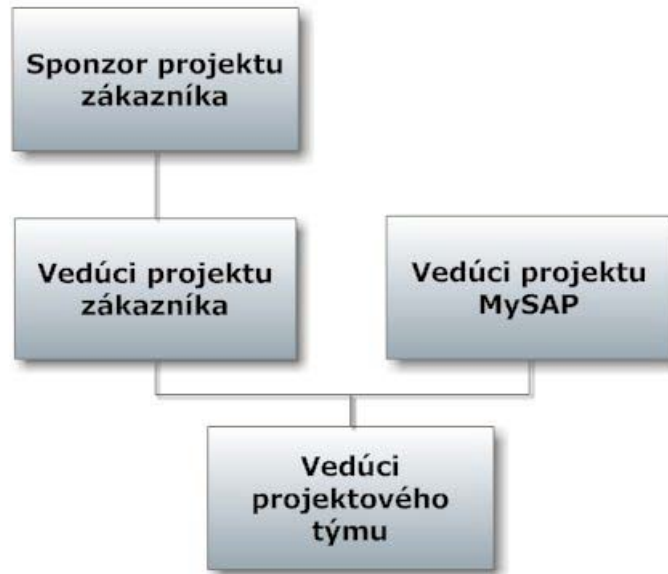 Sponzor projektu
zákazníka
Vedúci projektu
zákazníka
Vedúci projektu
MySAP
Vedúci
projektového
týmu